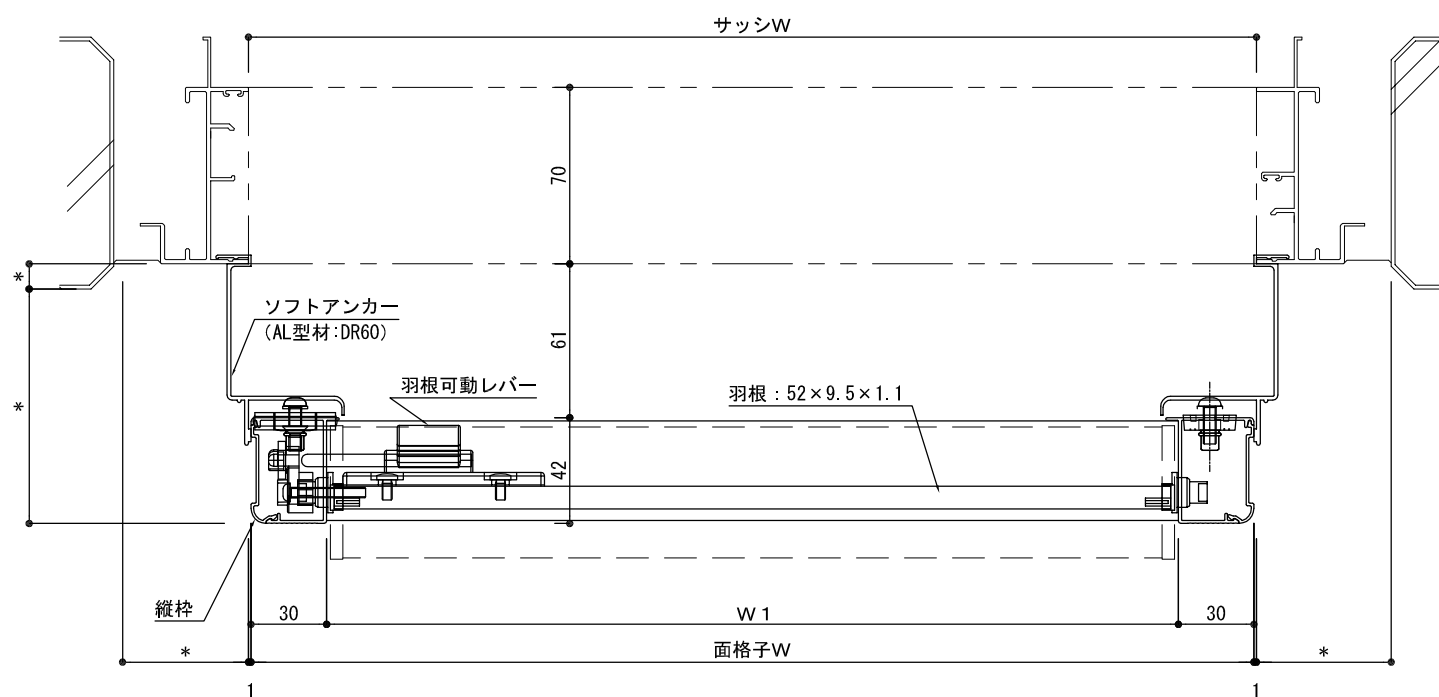 サッシW
70
*
ソフトアンカー
(AL型材:DR60)
61
羽根可動レバー
羽根:52×9.5×1.1
*
42
縦枠
30
W1
30
*
面格子W
*
1
1